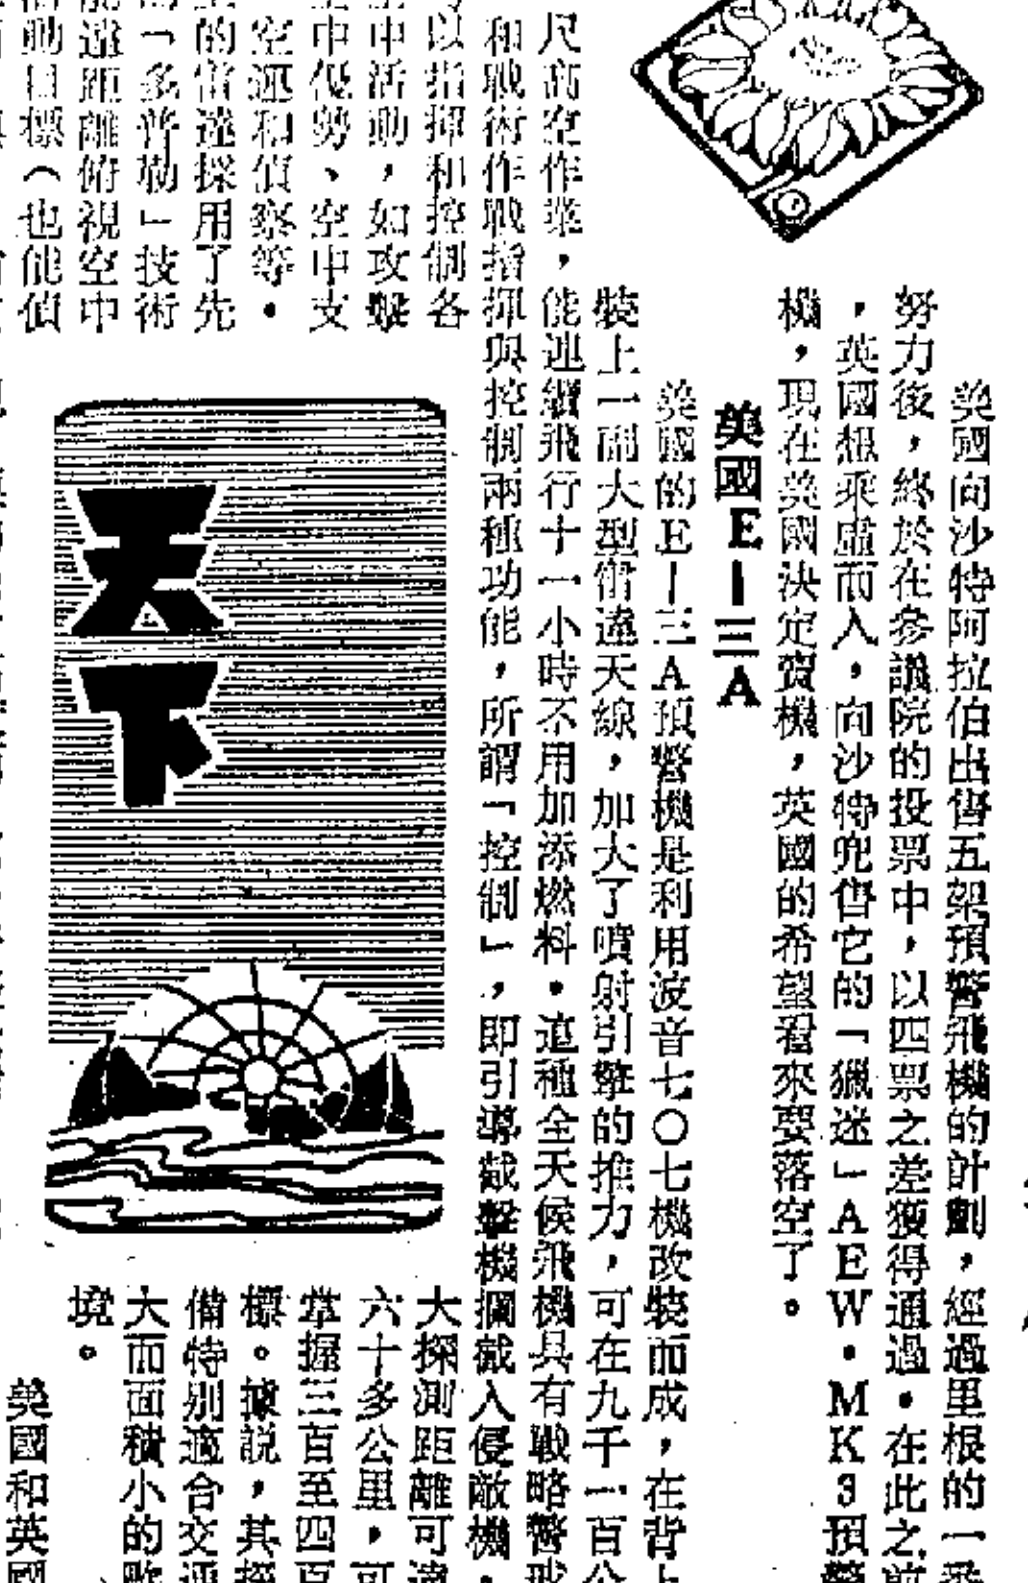 美國向沙特阿拉伯出售五架預警飛機的計劃，經過里根的一番
努力後，終於在參議院的投票中，以四票之差獲得通過。在此之前
，英國想乘虛而入，向沙特兜售它的「獵迷」AEW·MK3預警
機，現在美國決定賣機，英國的希望看來要落空了。
美國E—三A
美國的E—三A預警機是利用波音七〇七機改裝而成，在背上
裝上一副大型雷達天線，加大了噴射引擎的推力，可在九千一百公
尺高空作業，能連續飛行十一小時不用加添燃料。這種全天候飛機具有戰略警戒
和戰術作戰指揮與控制兩種功能，所謂「控制」，即引導截擊機攔截入侵敵機。
以指揮和控制各
中活動，如攻擊
中優勢、空中支
空運和偵察等。
的雷達採用了先
「多普勒」技術
遠距離俯視空中
動目標（也能偵
天下
大探測距離可達
六十多公里，可
掌握三百至四百
標。據説，其探
備特别適合交通
大而面積小的歐
境。
美國和英國